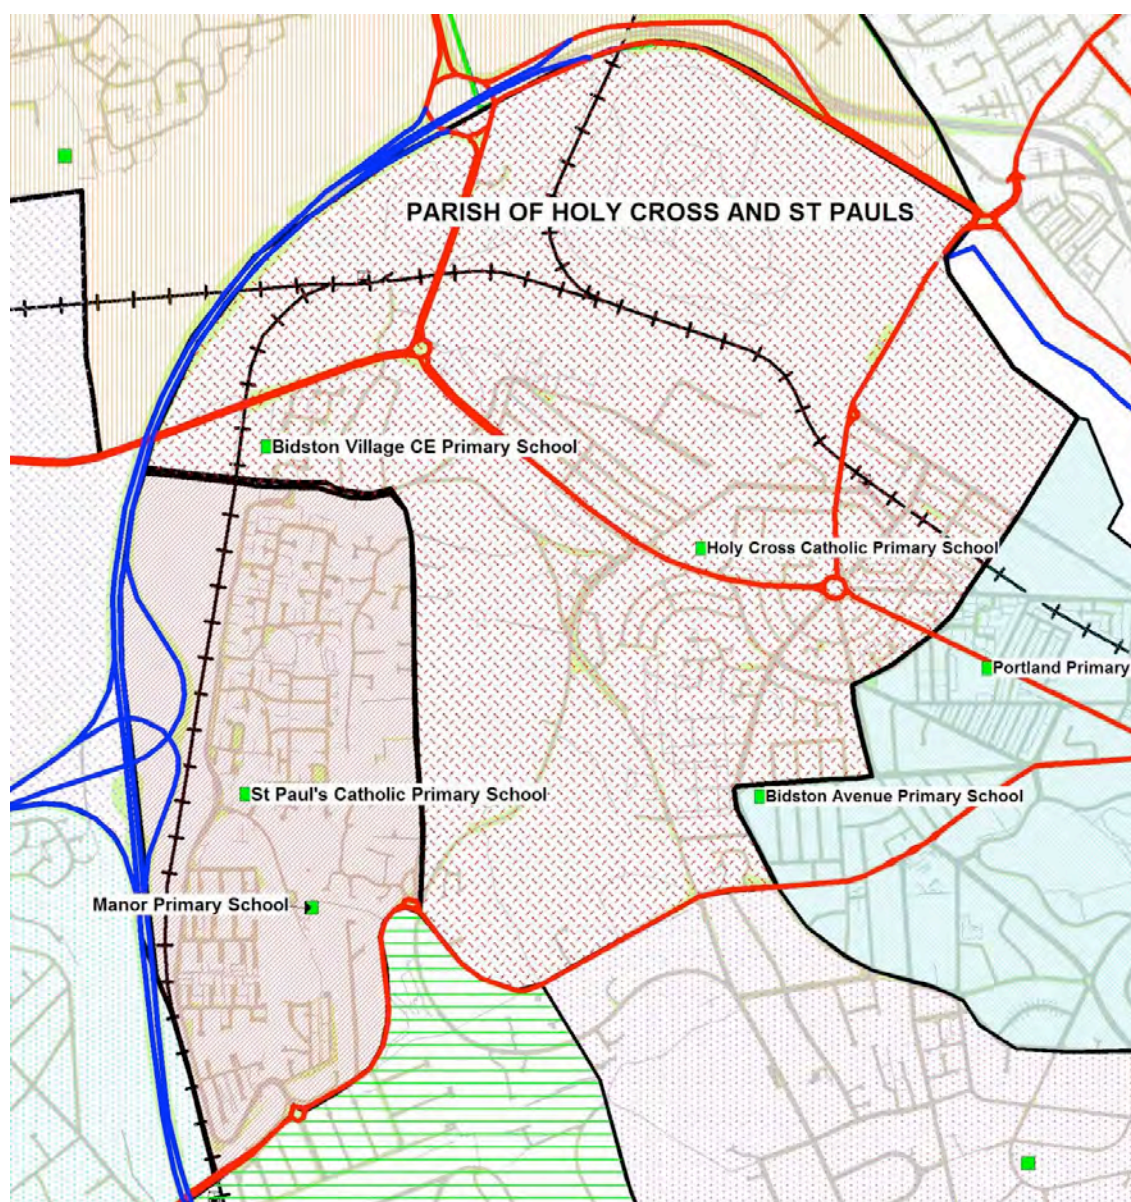 PARISH OF HOLY CROSS AND ST PAULS
Bidston Village CE Primary School
Holy Cross Catholic Primary School
Portland Primary
St Paul's Catholic Primary School
Bidston Avenue Primary School
Manor Primary School